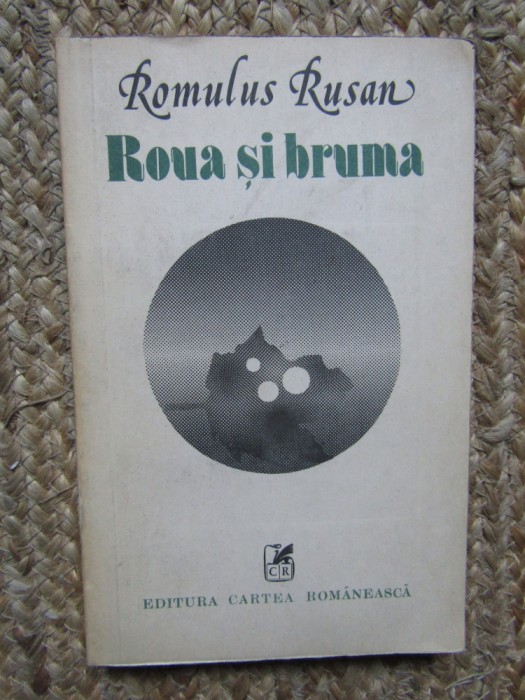 Romulus Rusan
Roua și bruma
CR
EDITURA CARTEA ROMÂNEASCĂ